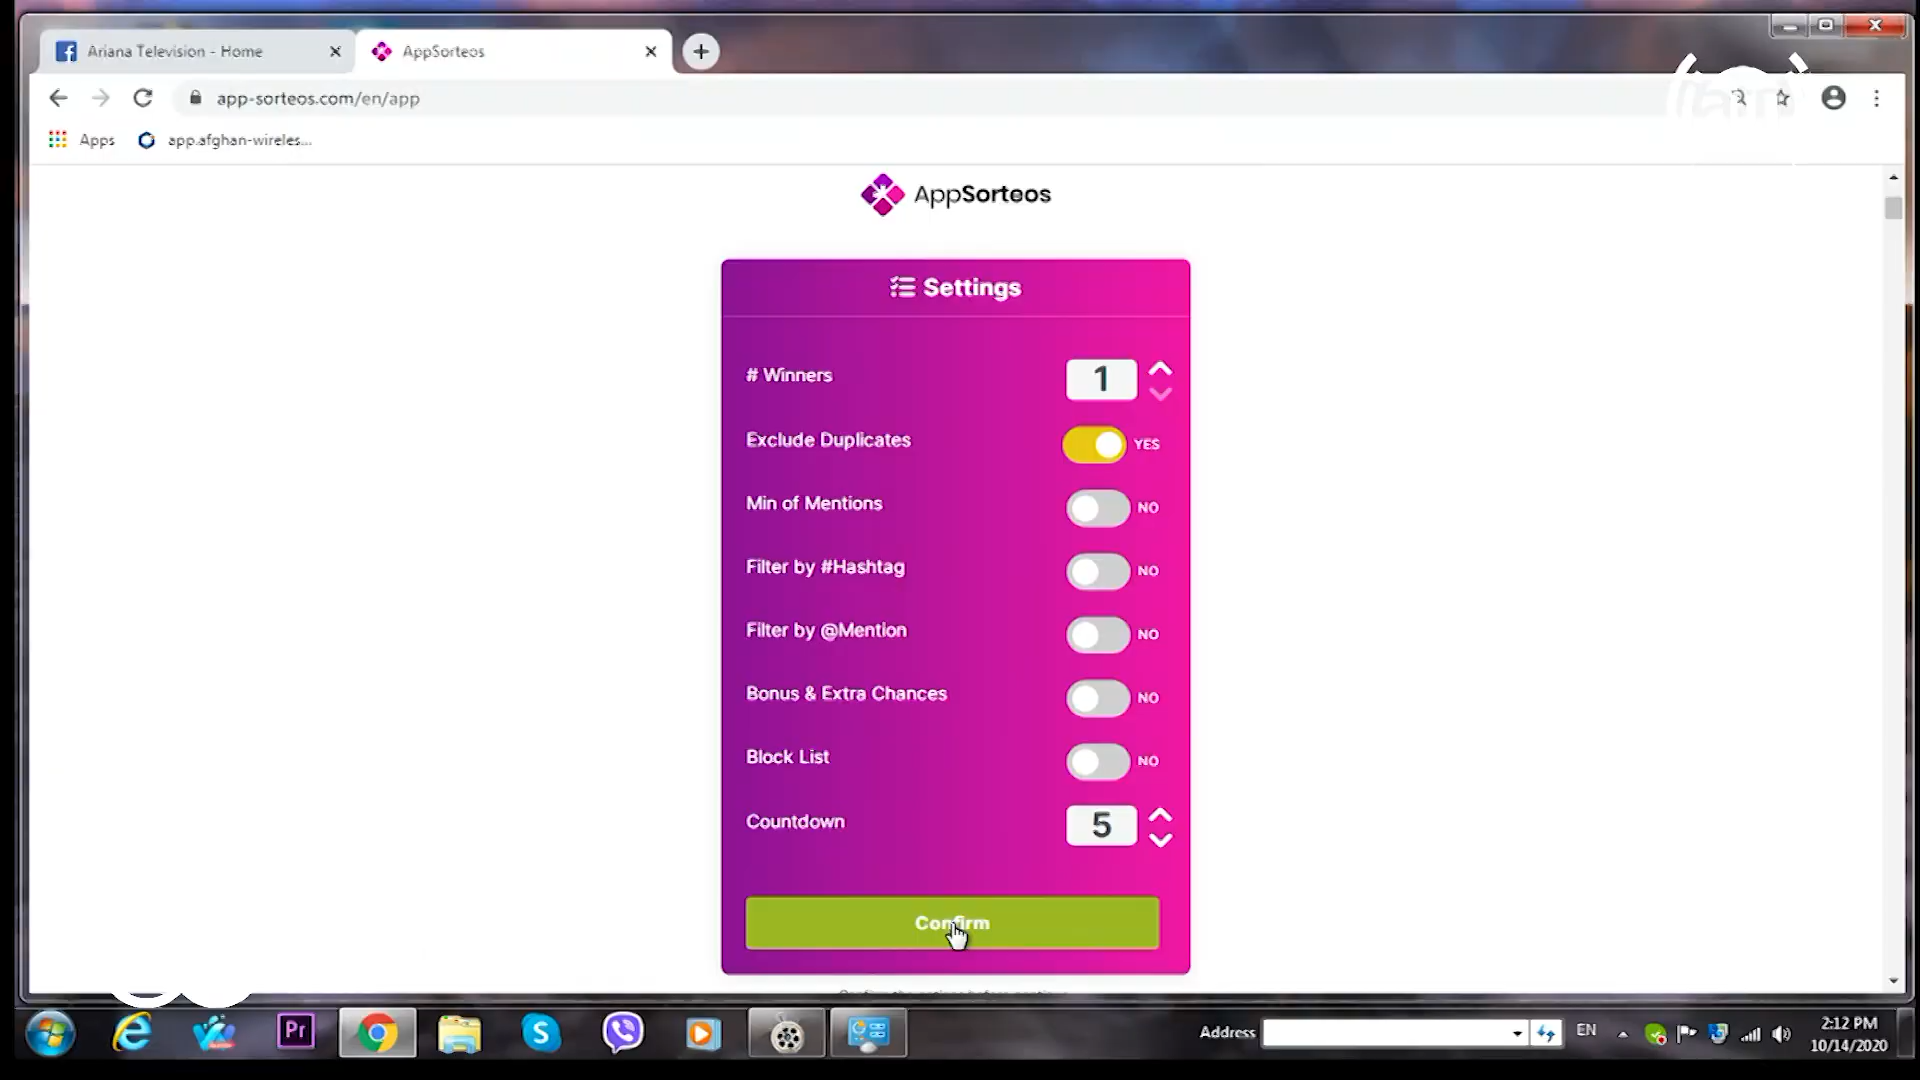 Ariana Television - Home
AppSorteos
app-sorteos.com/en/app
Apps
app.afghan-wireles...
AppSorteos
Settings
# Winners
1
Exclude Duplicates
YES
Min of Mentions
NO
Filter by #Hashtag
NO
Filter by @Mention
NO
Bonus & Extra Chances
NO
Block List
NO
Countdown
5
Confirm
Pr
Address
EN
2:12 PM
10/14/2020